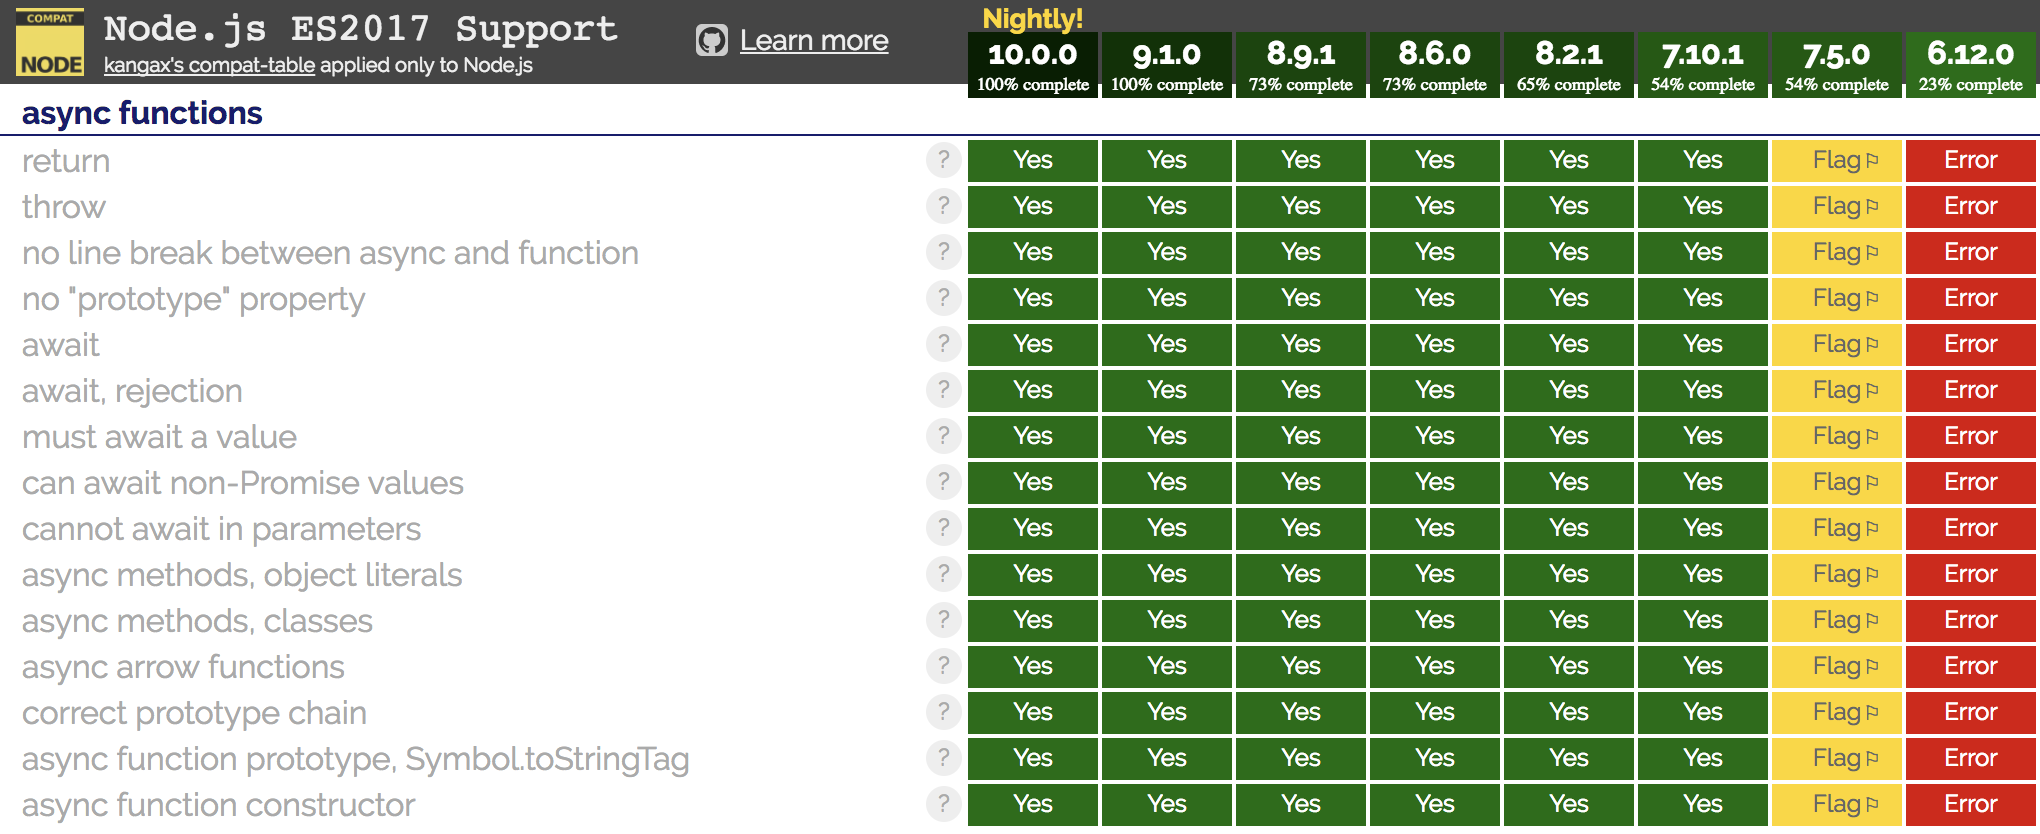 COMPAT
NODE
Node.js ES2017 Support
kangax's compat-table applied only to Node.js
Learn more
Nightly!
10.0.0 9.1.0 8.9.1 8.6.0 8.2.1 7.10.1 7.5.0 6.12.0
100% complete 100% complete 73% complete 73% complete 65% complete 54% complete 54% complete 23% complete
async functions
return ? Yes Yes Yes Yes Yes Yes Flag⚐ Error
throw ? Yes Yes Yes Yes Yes Yes Flag⚐ Error
no line break between async and function ? Yes Yes Yes Yes Yes Yes Flag⚐ Error
no "prototype" property ? Yes Yes Yes Yes Yes Yes Flag⚐ Error
await ? Yes Yes Yes Yes Yes Yes Flag⚐ Error
await, rejection ? Yes Yes Yes Yes Yes Yes Flag⚐ Error
must await a value ? Yes Yes Yes Yes Yes Yes Flag⚐ Error
can await non-Promise values ? Yes Yes Yes Yes Yes Yes Flag⚐ Error
cannot await in parameters ? Yes Yes Yes Yes Yes Yes Flag⚐ Error
async methods, object literals ? Yes Yes Yes Yes Yes Yes Flag⚐ Error
async methods, classes ? Yes Yes Yes Yes Yes Yes Flag⚐ Error
async arrow functions ? Yes Yes Yes Yes Yes Yes Flag⚐ Error
correct prototype chain ? Yes Yes Yes Yes Yes Yes Flag⚐ Error
async function prototype, Symbol.toStringTag ? Yes Yes Yes Yes Yes Yes Flag⚐ Error
async function constructor ? Yes Yes Yes Yes Yes Yes Flag⚐ Error